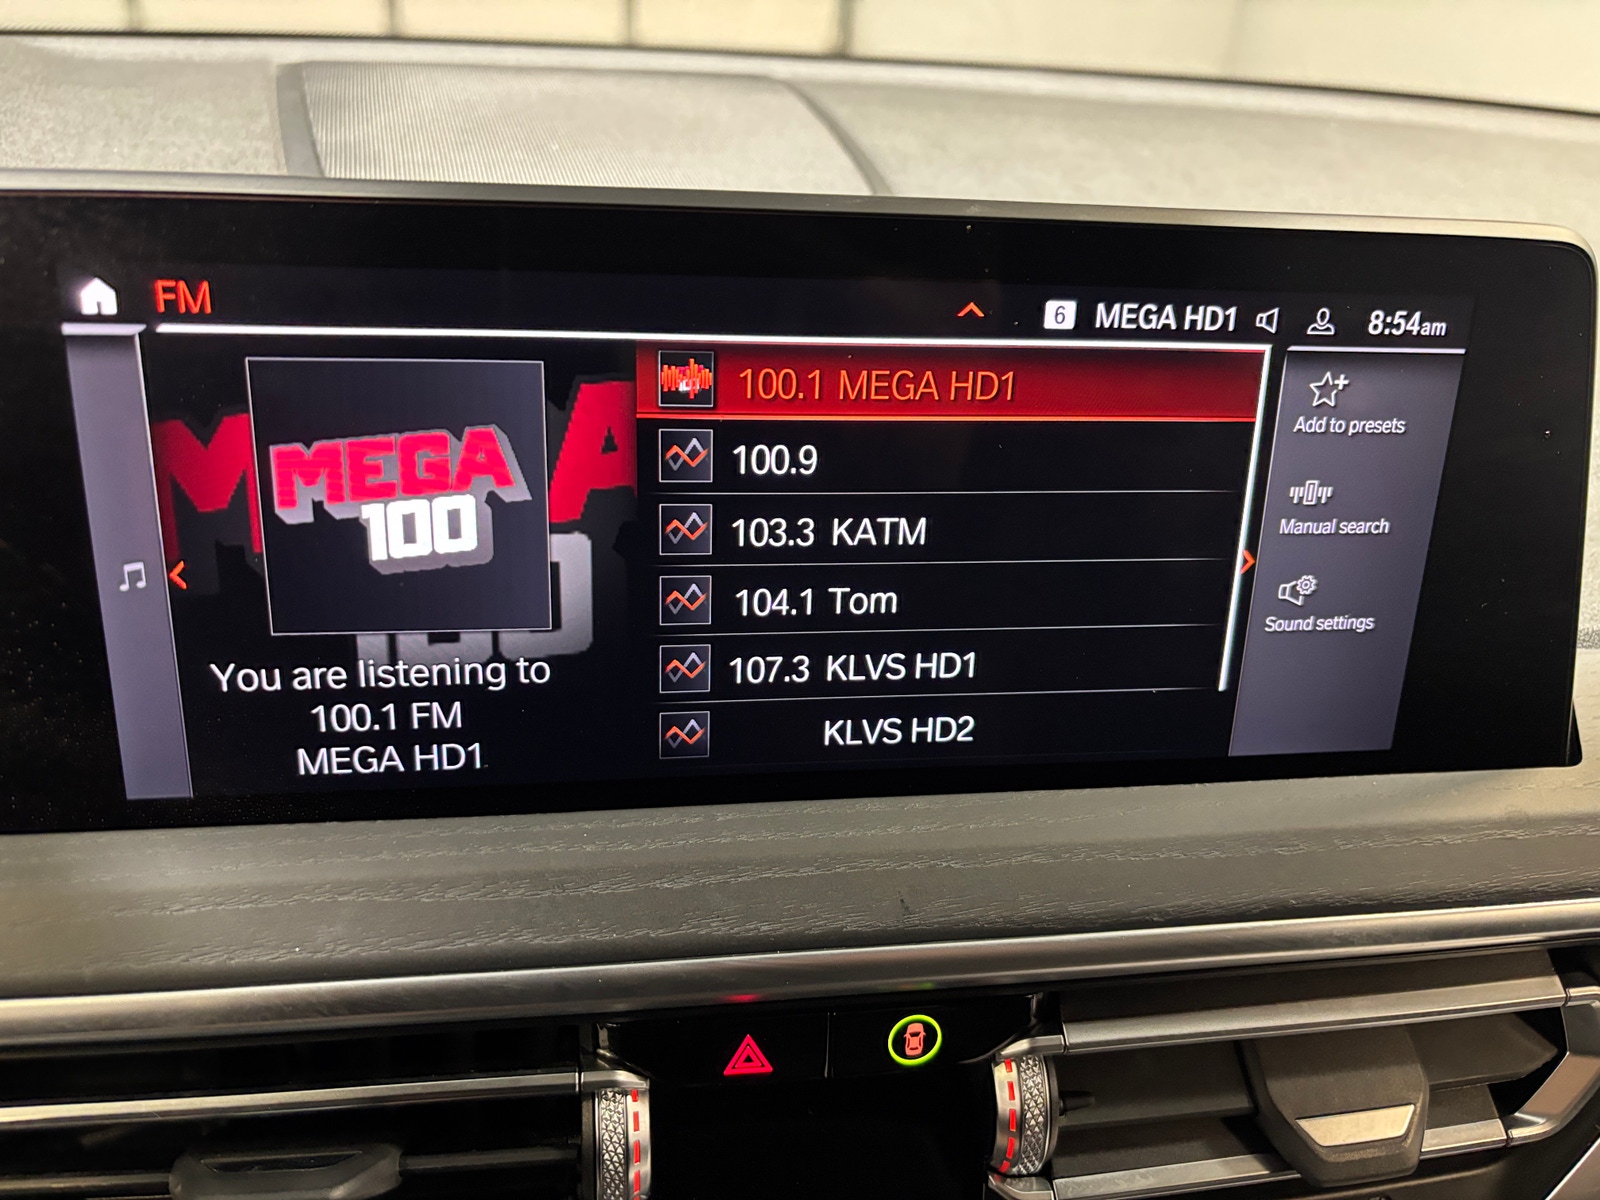 FM
6 MEGA HD1 8:54am
MEGA
100
You are listening to
100.1 FM
MEGA HD1
100.1 MEGA HD1
100.9
103.3 KATM
104.1 Tom
107.3 KLVS HD1
KLVS HD2
Add to presets
Manual search
Sound settings